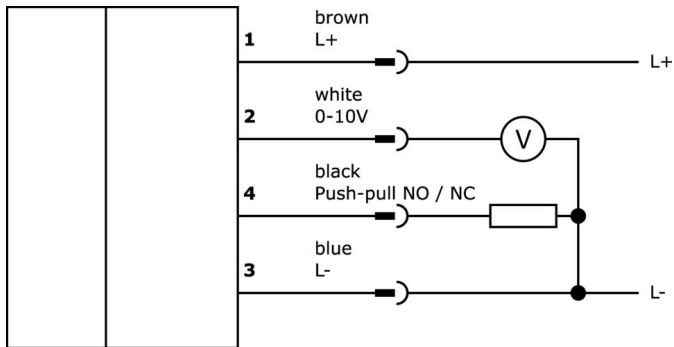 brown
1 L+
L+
white
2 0-10V
V
black
4 Push-pull NO / NC
blue
3 L-
L-